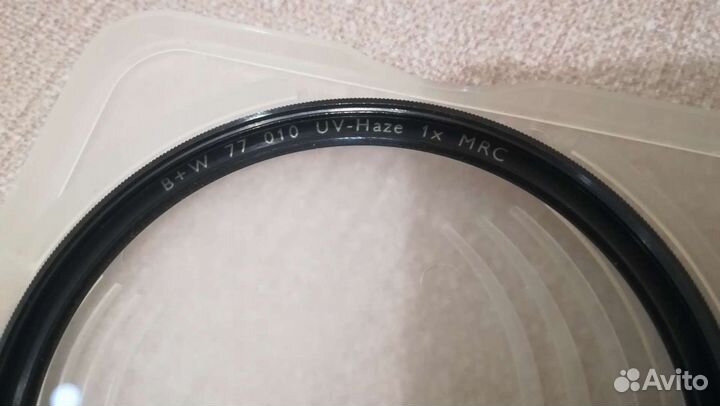 B+W 77 010 UV-Haze 1x MRC
Avito